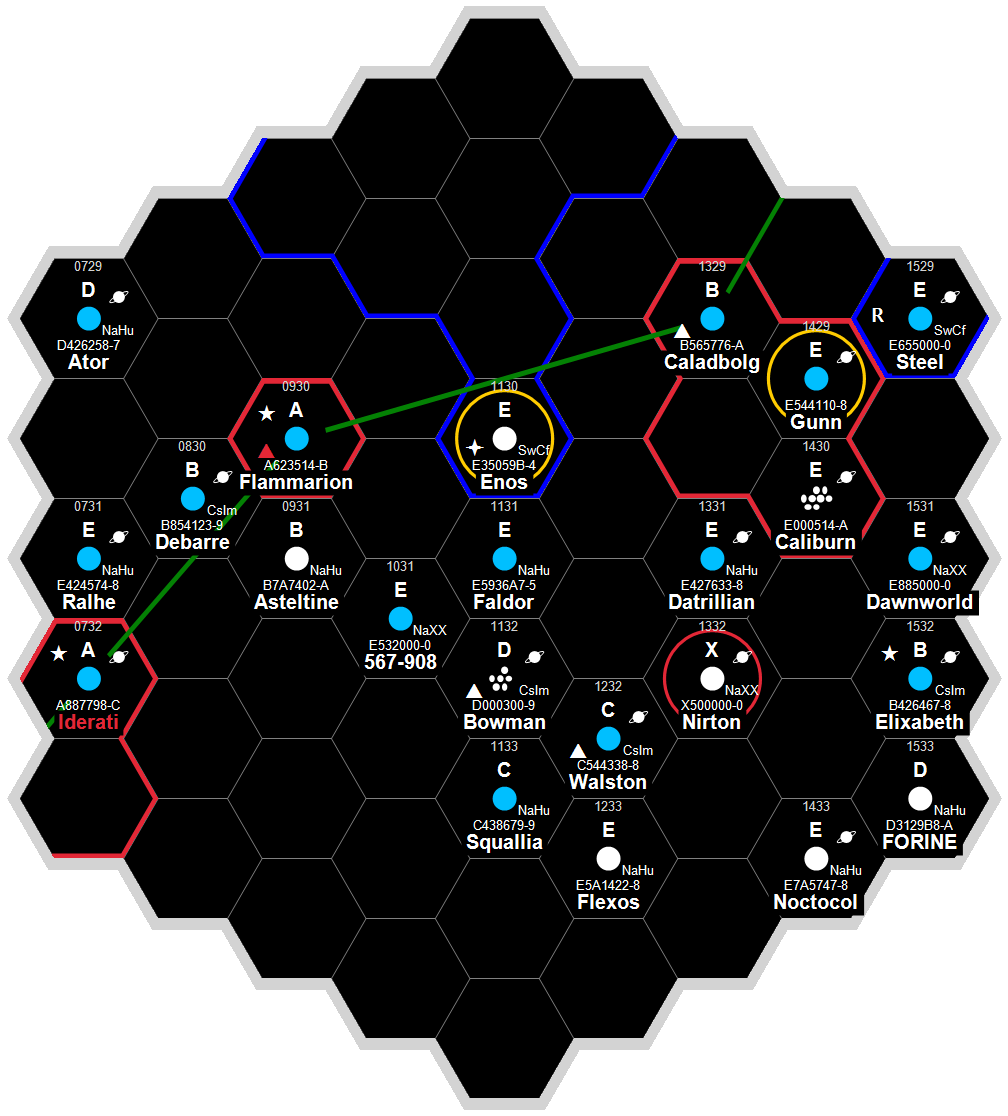 0729
D
NaHu
D426258-7
Ator
1329
B
B565776-A
Caladbolg
1529
E
R
SwCf
E655000-0
Steel
1429
E
E544110-8
Gunn
0930
A
A623514-B
Flammarion
1130
E
SwCf
E35059B-4
Enos
0830
B
CsIm
B854123-9
Debarre
1430
E
E000514-A
Caliburn
0731
E
NaHu
E424574-8
Ralhe
0931
B
NaHu
B7A7402-A
Asteltine
1131
E
NaHu
E5936A7-5
Faldor
1331
E
NaHu
E427633-8
Datrillian
1531
E
NaXX
E885000-0
Dawnworld
1031
E
NaXX
E532000-0
567-908
0732
A
A887798-C
Iderati
1132
D
CsIm
D000300-9
Bowman
1332
X
NaXX
X500000-0
Nirton
1532
B
CsIm
B426467-8
Elixabeth
1232
C
CsIm
C544338-8
Walston
1133
C
NaHu
C438679-9
Squallia
1533
D
NaHu
D3129B8-A
FORINE
1233
E
NaHu
E5A1422-8
Flexos
1433
E
NaHu
E7A5747-8
Noctocol